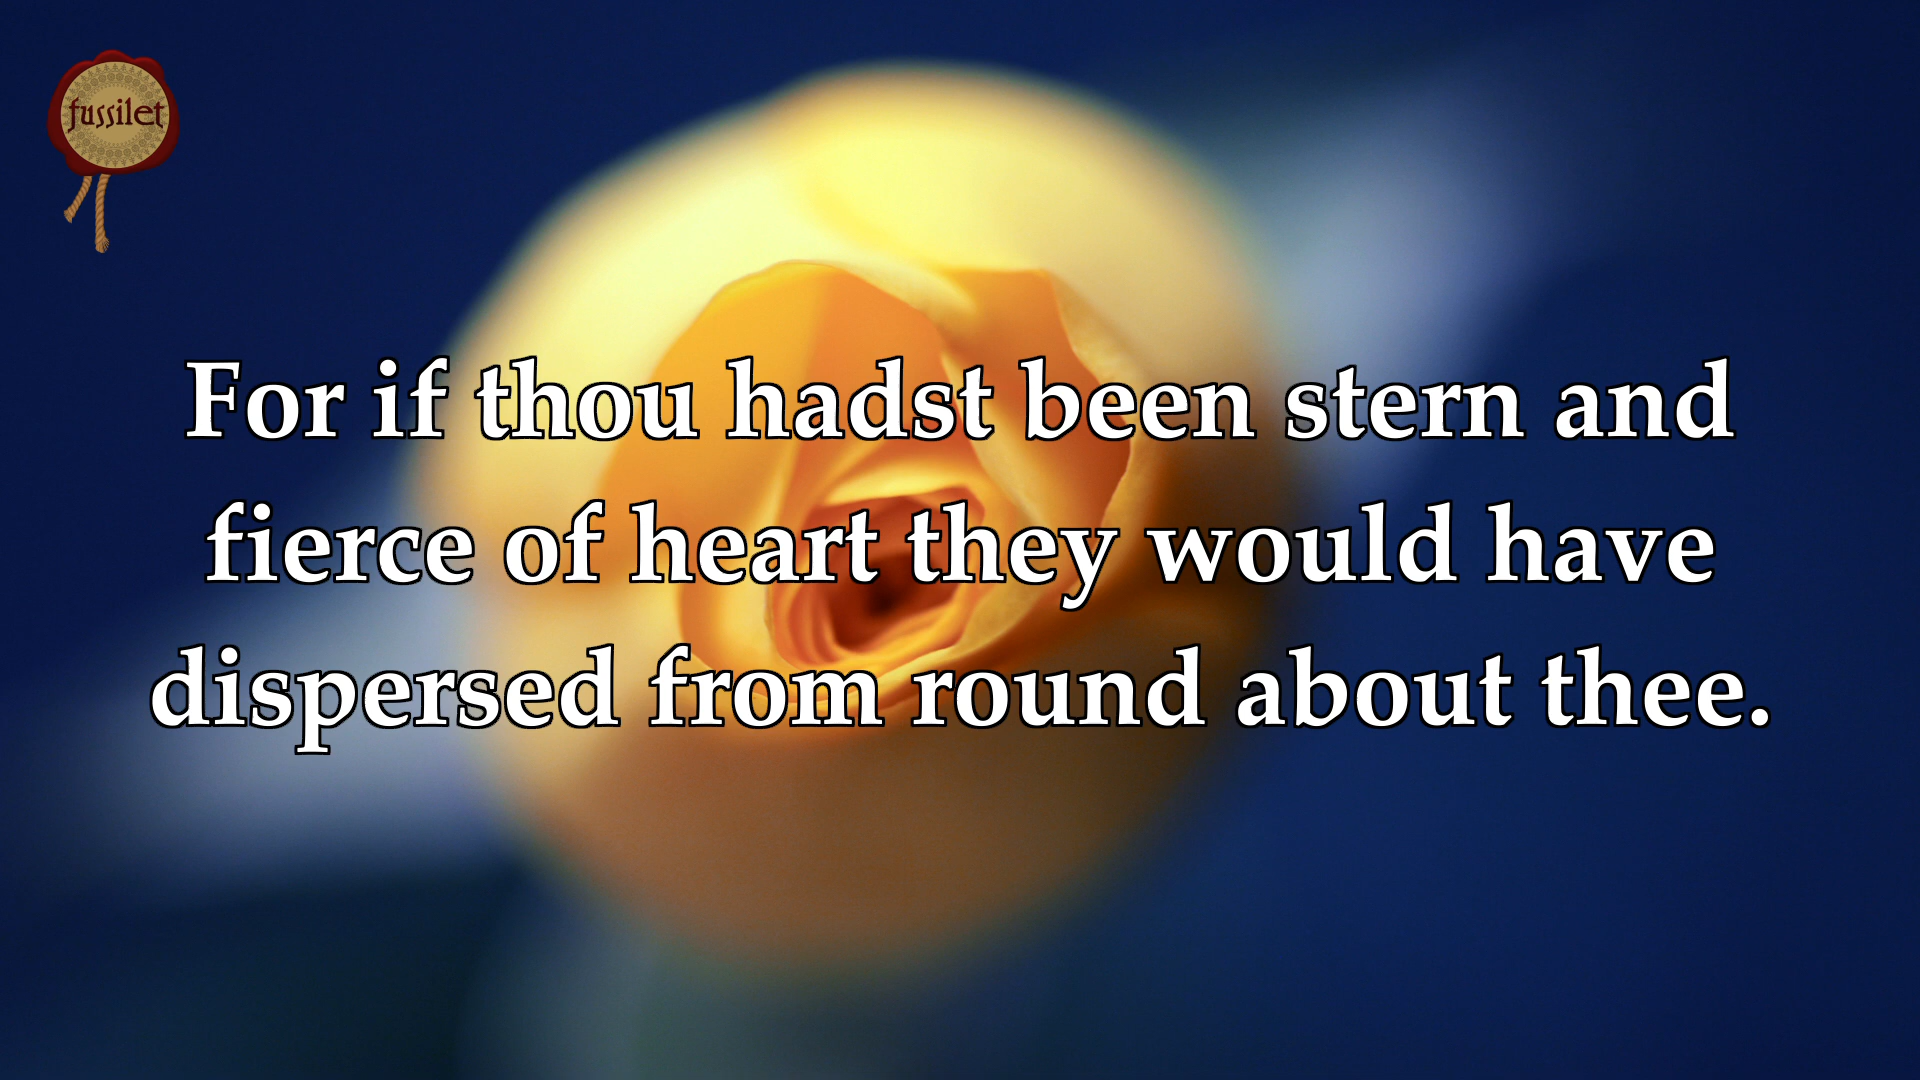 fussilet
For if thou hadst been stern and
fierce of heart they would have
dispersed from round about thee.